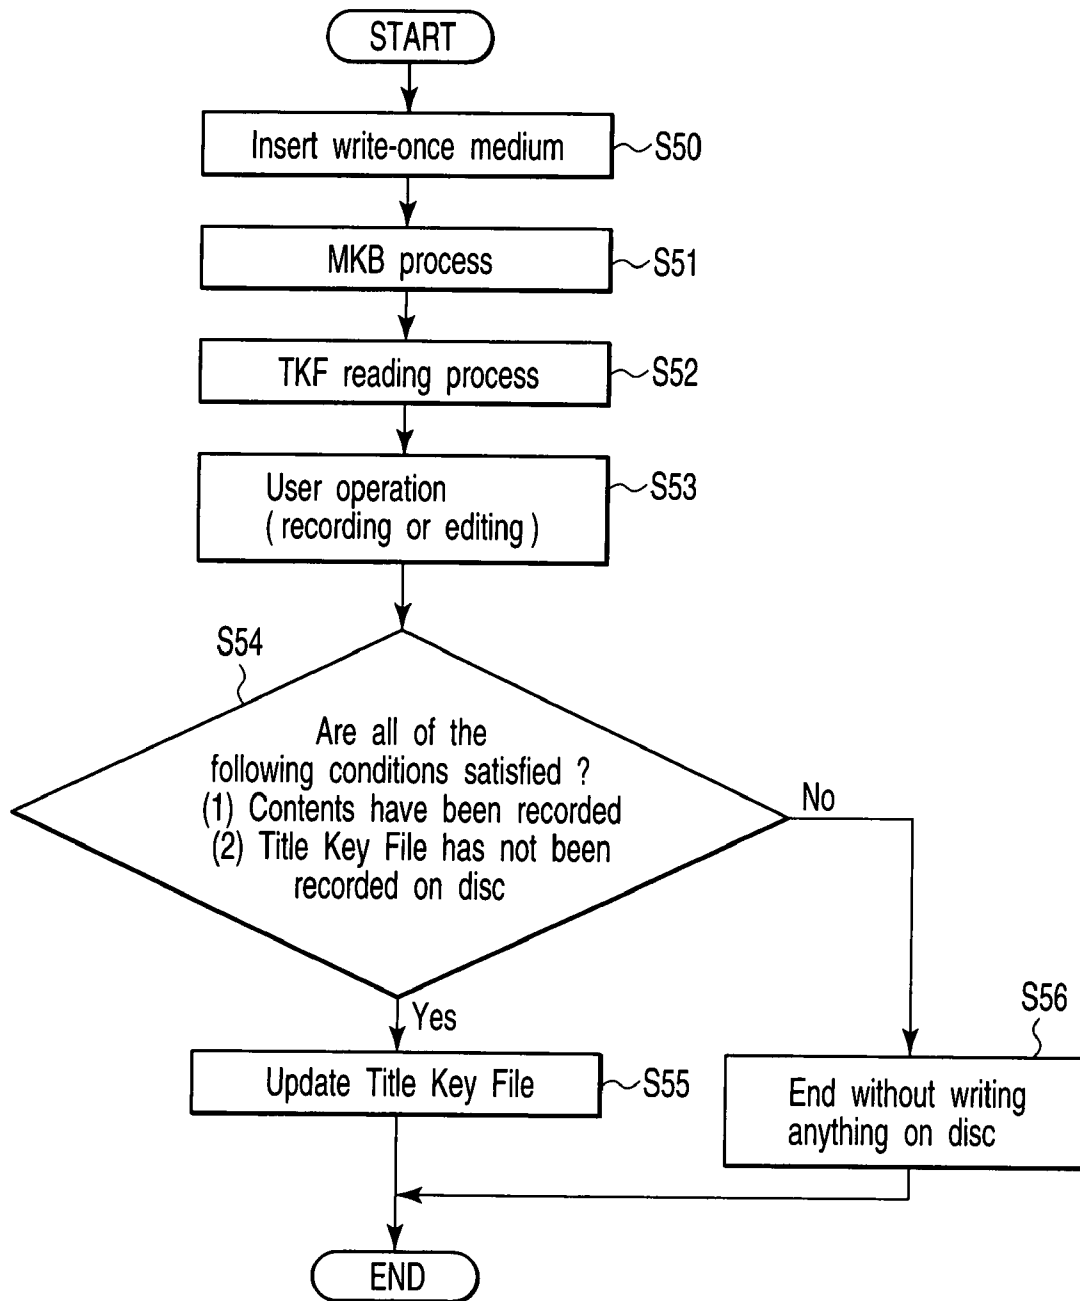 START
Insert write-once medium
S50
MKB process
S51
TKF reading process
S52
User operation
(recording or editing)
S53
S54
Are all of the
following conditions satisfied ?
(1) Contents have been recorded
(2) Title Key File has not been
recorded on disc
No
Yes
S56
Update Title Key File
S55
End without writing
anything on disc
END